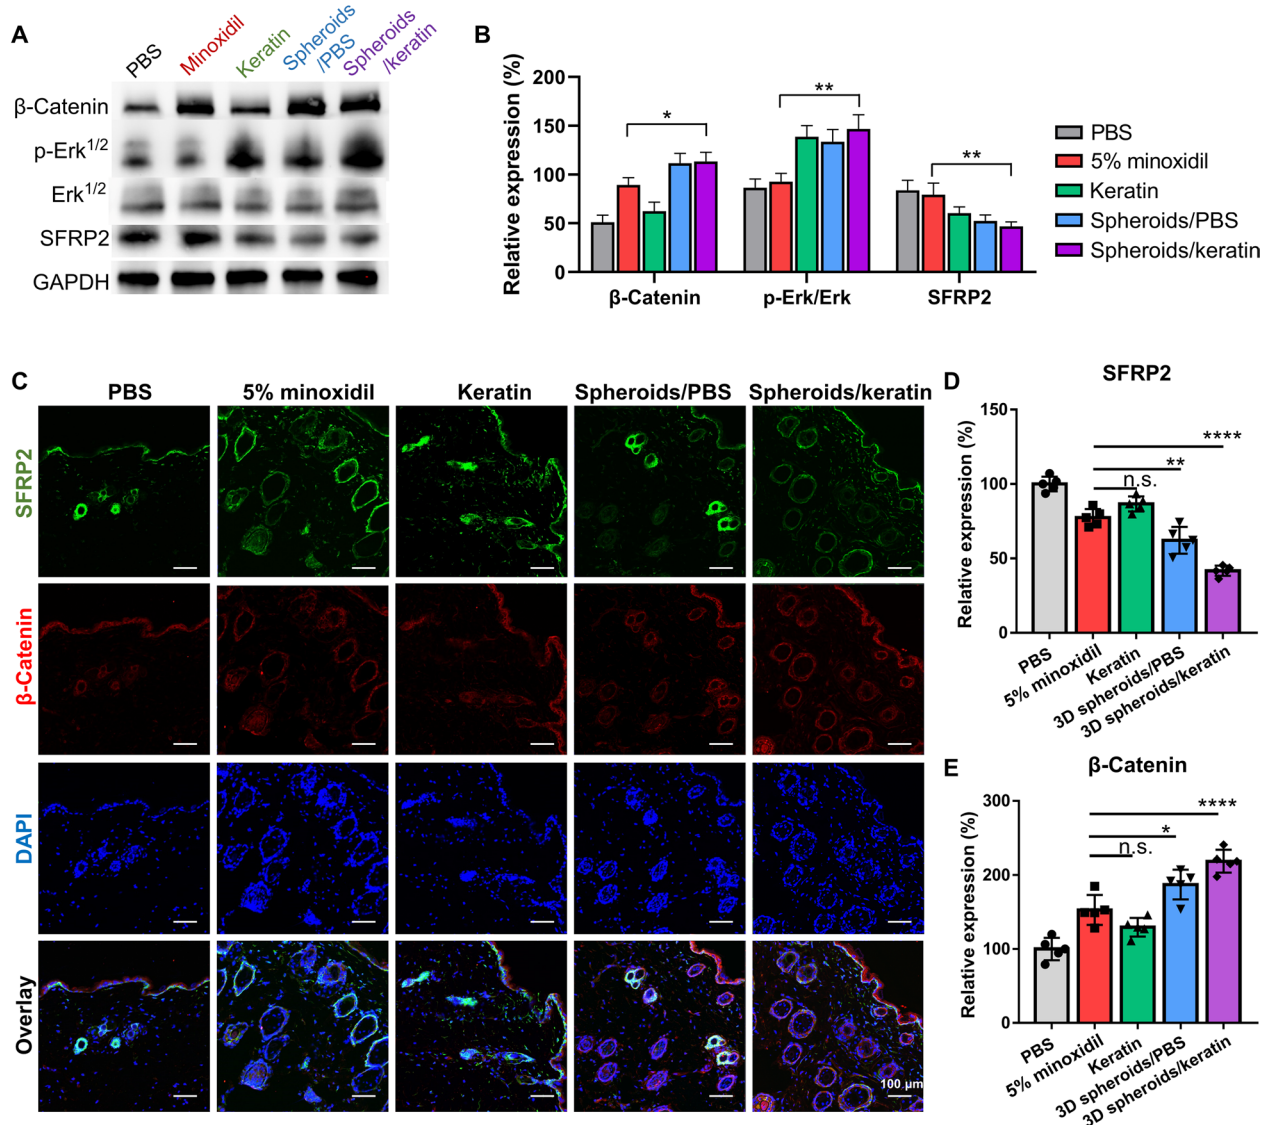 A
PBS
Minoxidil
Keratin
Spheroids
/PBS
Spheroids
/keratin
β-Catenin
p-Erk1/2
Erk1/2
SFRP2
GAPDH
B
Relative expression (%)
200
150
100
50
0
*
**
**
β-Catenin
p-Erk/Erk
SFRP2
PBS
5% minoxidil
Keratin
Spheroids/PBS
Spheroids/keratin
C
PBS
5% minoxidil
Keratin
Spheroids/PBS
Spheroids/keratin
SFRP2
β-Catenin
DAPI
Overlay
100 µm
D
SFRP2
Relative expression (%)
150
100
50
0
****
**
n.s.
PBS
5% minoxidil
Keratin
3D spheroids/PBS
3D spheroids/keratin
E
β-Catenin
Relative expression (%)
300
200
100
0
****
*
n.s.
PBS
5% minoxidil
Keratin
3D spheroids/PBS
3D spheroids/keratin